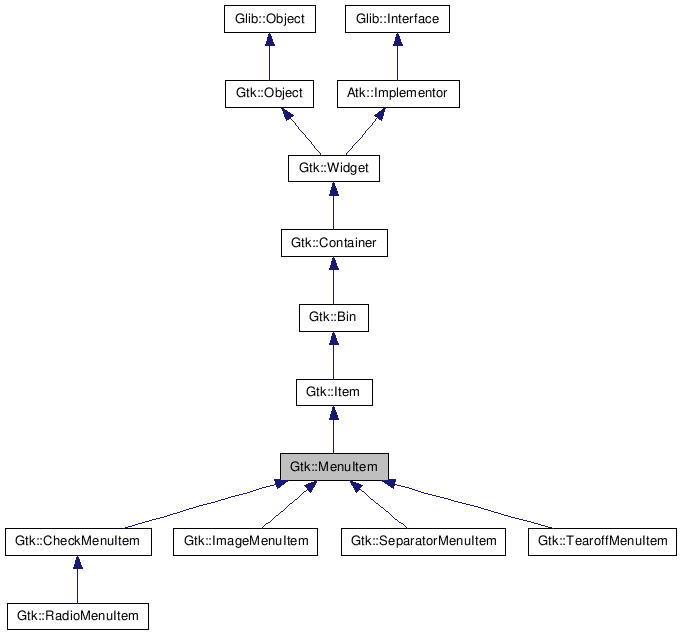 Glib::Object
Glib::Interface
Gtk::Object
Atk::Implementor
Gtk::Widget
Gtk::Container
Gtk::Bin
Gtk::Item
Gtk::MenuItem
Gtk::CheckMenuItem
Gtk::ImageMenuItem
Gtk::SeparatorMenuItem
Gtk::TearoffMenuItem
Gtk::RadioMenuItem